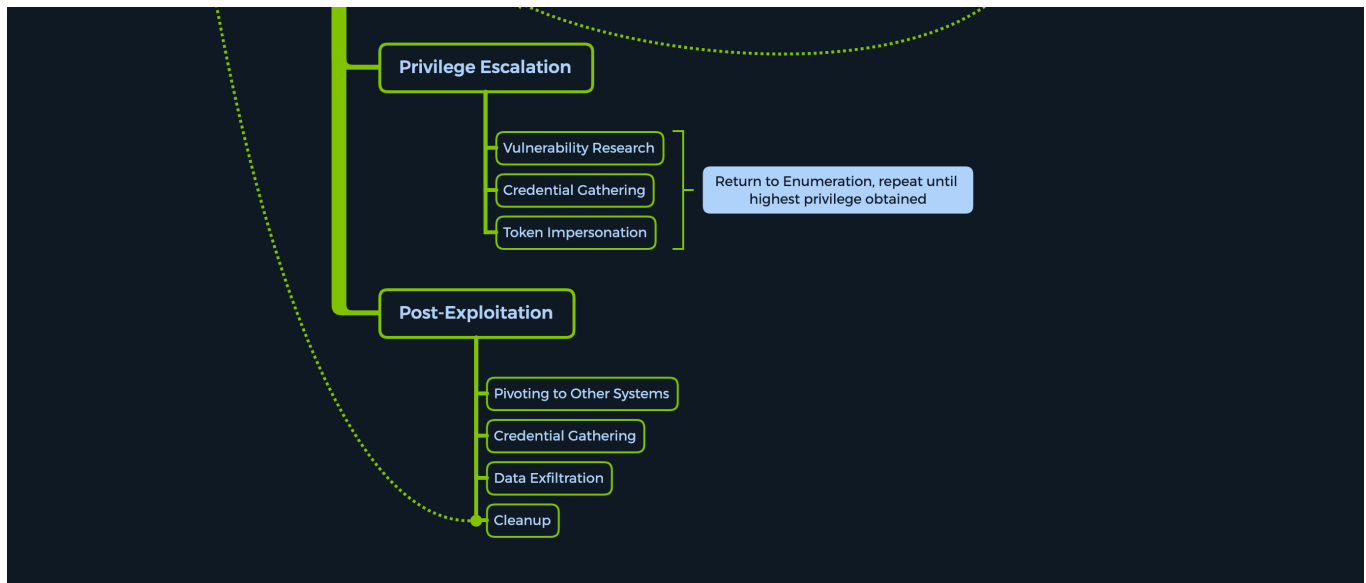 Privilege Escalation
Vulnerability Research
Credential Gathering
Token Impersonation
Return to Enumeration, repeat until
highest privilege obtained
Post-Exploitation
Pivoting to Other Systems
Credential Gathering
Data Exfiltration
Cleanup